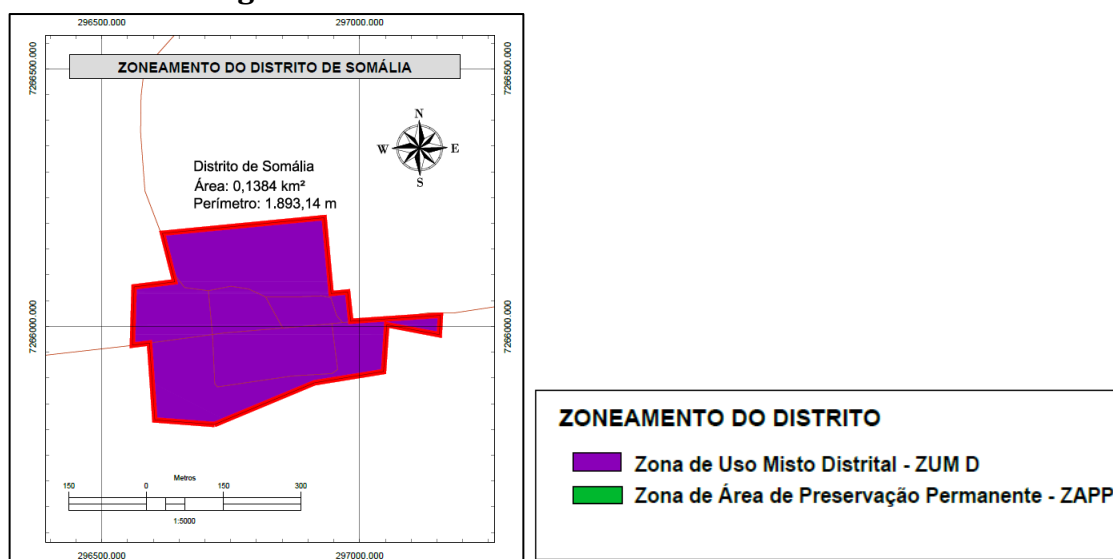 296500.000
297000.000
7266500.000
7266500.000
ZONEAMENTO DO DISTRITO DE SOMÁLIA
N
W
E
S
Distrito de Somália
Área: 0,1384 km²
Perímetro: 1.893,14 m
7266000.000
7266000.000
Metros
150
0
150
300
1:5000
296500.000
297000.000
ZONEAMENTO DO DISTRITO
Zona de Uso Misto Distrital - ZUM D
Zona de Área de Preservação Permanente - ZAPP